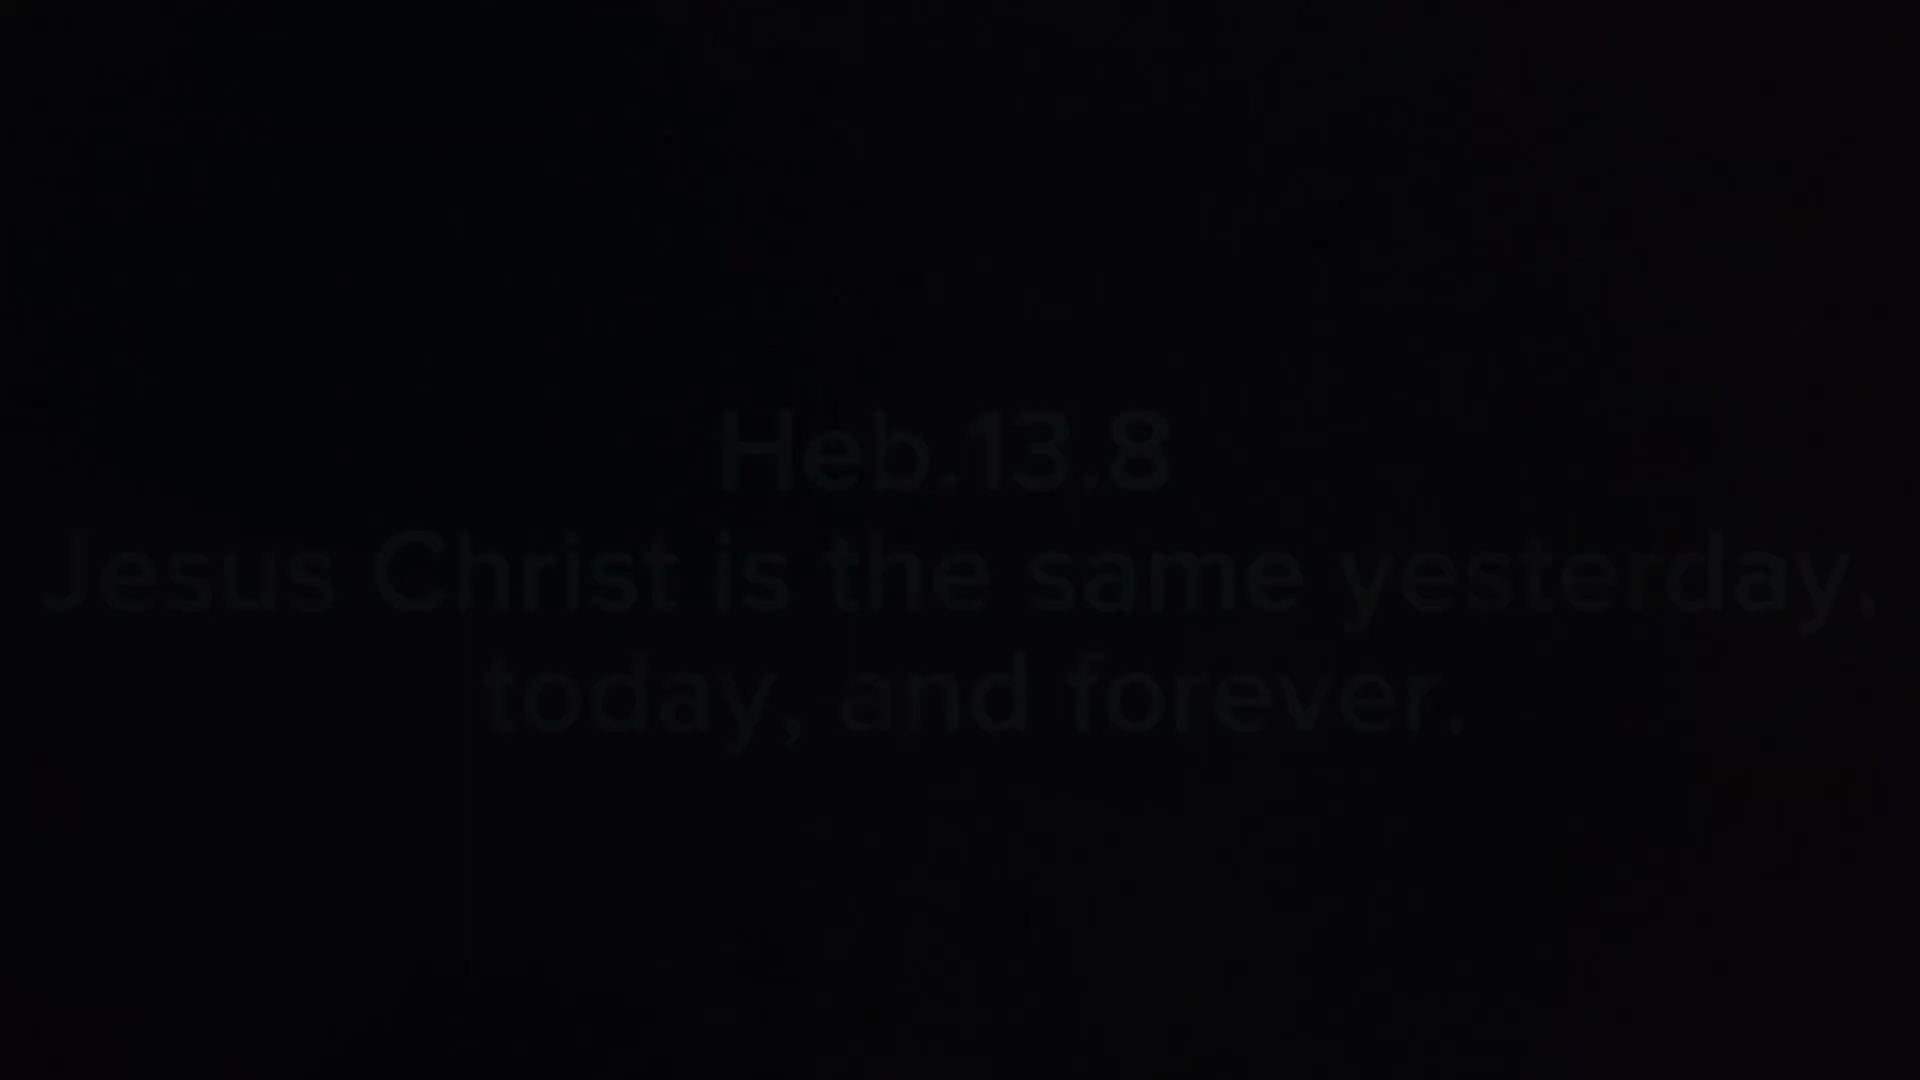 Heb.13.8
Jesus Christ is the same yesterday,
today, and forever.